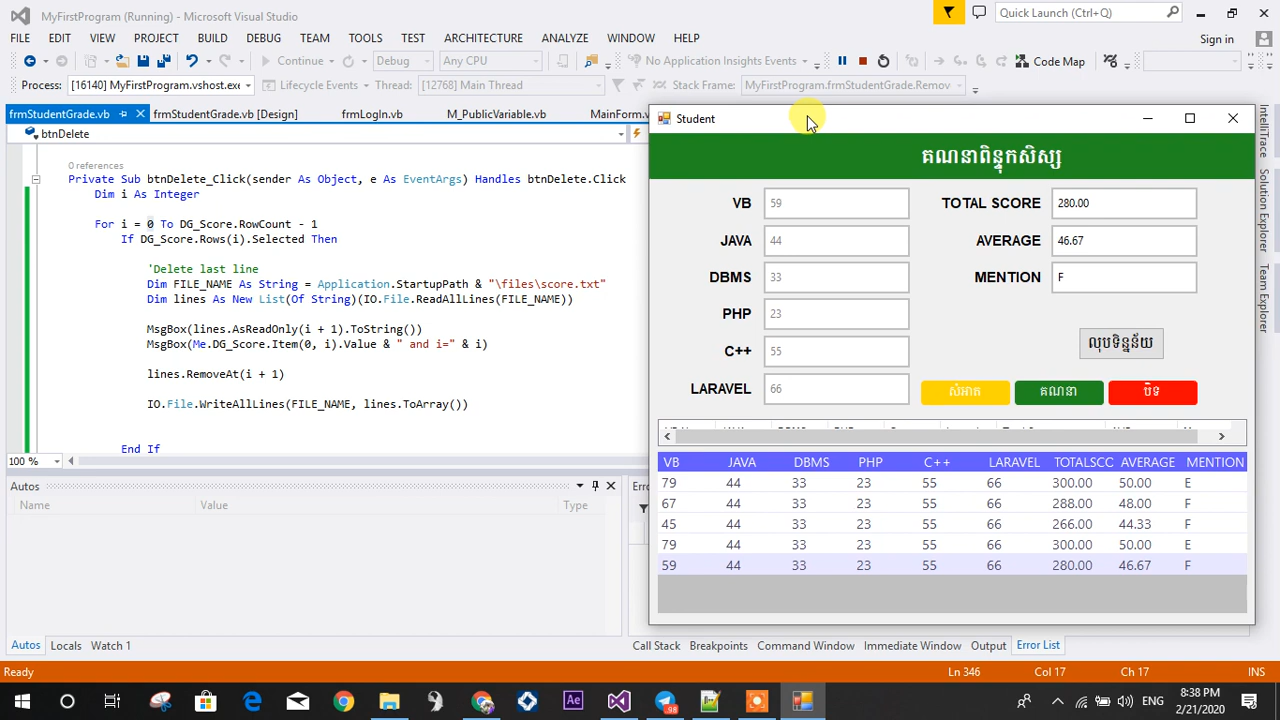 MyFirstProgram (Running) - Microsoft Visual Studio
Quick Launch (Ctrl+Q)
FILE EDIT VIEW PROJECT BUILD DEBUG TEAM TOOLS TEST ARCHITECTURE ANALYZE WINDOW HELP
Sign in
Continue Debug Any CPU No Application Insights Events Code Map
Process: [16140] MyFirstProgram.vshost.exe Lifecycle Events Thread: [12768] Main Thread Stack Frame: MyFirstProgram.frmStudentGrade.Remov
frmStudentGrade.vb frmStudentGrade.vb [Design] frmLogIn.vb M_PublicVariable.vb MainForm.v
btnDelete
0 references
Private Sub btnDelete_Click(sender As Object, e As EventArgs) Handles btnDelete.Click
Dim i As Integer
For i = 0 To DG_Score.RowCount - 1
If DG_Score.Rows(i).Selected Then
'Delete last line
Dim FILE_NAME As String = Application.StartupPath & "\files\score.txt"
Dim lines As New List(Of String)(IO.File.ReadAllLines(FILE_NAME))
MsgBox(lines.AsReadOnly(i + 1).ToString())
MsgBox(Me.DG_Score.Item(0, i).Value & " and i=" & i)
lines.RemoveAt(i + 1)
IO.File.WriteAllLines(FILE_NAME, lines.ToArray())
End If
100 %
Student
គណនាពិន្ទុកសិស្ស
VB 59 TOTAL SCORE 280.00
JAVA 44 AVERAGE 46.67
DBMS 33 MENTION F
PHP 23
C++ 55 លុបទិន្នន័យ
LARAVEL 66 សំអាត គណនា បិទ
VB JAVA DBMS PHP C++ LARAVEL TOTALSCC AVERAGE MENTION
79 44 33 23 55 66 300.00 50.00 E
67 44 33 23 55 66 288.00 48.00 F
45 44 33 23 55 66 266.00 44.33 F
79 44 33 23 55 66 300.00 50.00 E
59 44 33 23 55 66 280.00 46.67 F
IntelliTrace
Solution Explorer
Team Explorer
Autos
Name Value Type
Erro
Autos Locals Watch 1
Call Stack Breakpoints Command Window Immediate Window Output Error List
Ready Ln 346 Col 17 Ch 17 INS
Ae 98 ENG 8:38 PM
2/21/2020